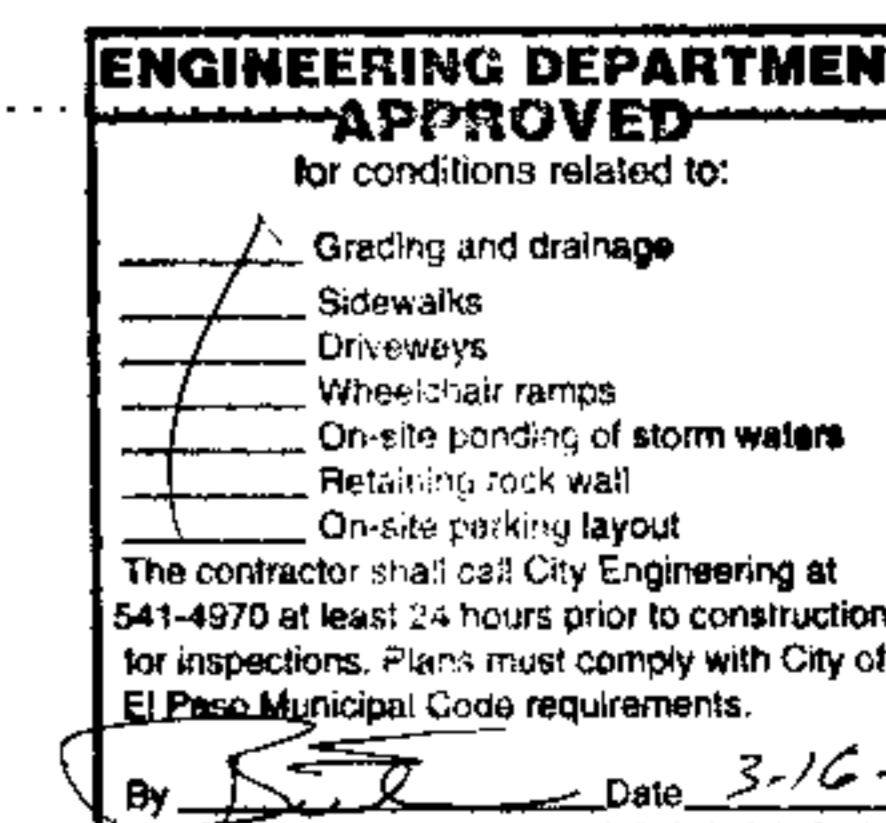 ENGINEERING DEPARTMEN
APPROVED
for conditions related to:
Grading and drainage
Sidewalks
Driveways
Wheelchair ramps
On-site ponding of storm waters
Retaining rock wall
On-site parking layout
The contractor shall call City Engineering at
541-4970 at least 24 hours prior to construction
for inspections. Plans must comply with City of
El Paso Municipal Code requirements.
By Date 3-16-